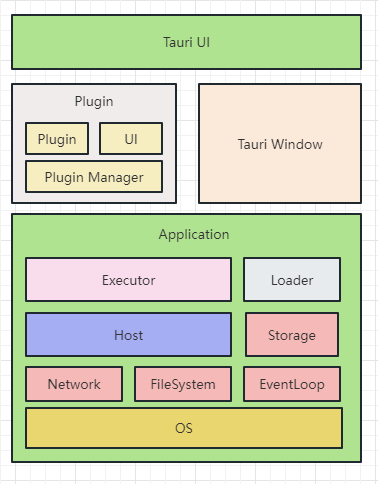 Tauri UI
Plugin
Plugin
UI
Plugin Manager
Tauri Window
Application
Executor
Loader
Host
Storage
Network
FileSystem
EventLoop
OS